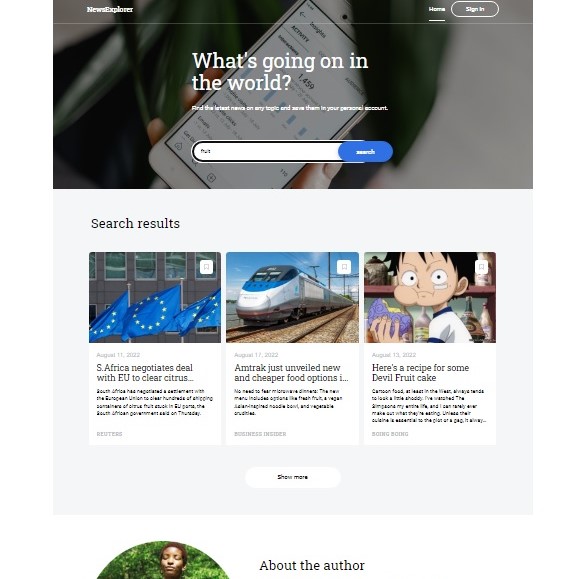 NewsExplorer
Home
Sign in
What's going on in
the world?
Find the latest news on any topic and save them in your personal account.
fruit
search
Insights
ACTIVITY
1,459
Search results
August 11, 2022
S.Africa negotiates deal
with EU to clear citrus...
South Africa has negotiated a settlement with
the European Union to clear hundreds of shipping
containers of citrus fruit stuck in EU ports, the
South African government said on Thursday.
REUTERS
August 17, 2022
Amtrak just unveiled new
and cheaper food options i...
No need to fear microwave dinners: The new
menu includes options like fresh fruit, a vegan
Asian-inspired noodle bowl, and vegetable
crudites.
BUSINESS INSIDER
August 13, 2022
Here's a recipe for some
Devil Fruit cake
Cartoon food, at least in the West, always tends
to look a little shoddy. I've watched The
Simpsons my entire life, and I can rarely ever
make out what they're eating. Unless their
cuisine is essential to the plot or a gag, it alway...
BOING BOING
Show more
About the author